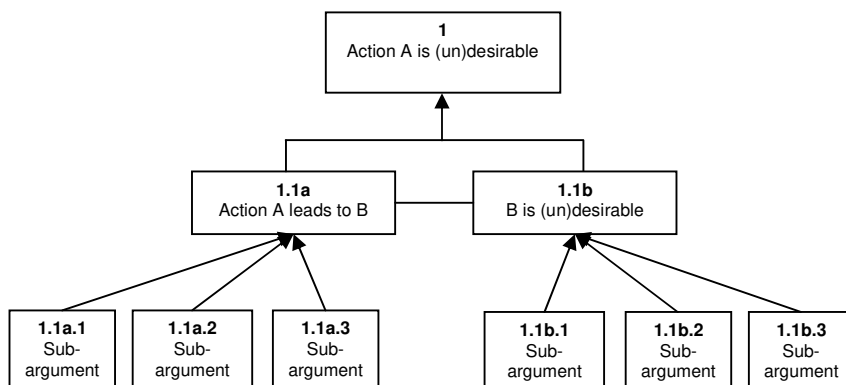 1
Action A is (un)desirable
1.1a
Action A leads to B
1.1b
B is (un)desirable
1.1a.1
Sub-
argument
1.1a.2
Sub-
argument
1.1a.3
Sub-
argument
1.1b.1
Sub-
argument
1.1b.2
Sub-
argument
1.1b.3
Sub-
argument